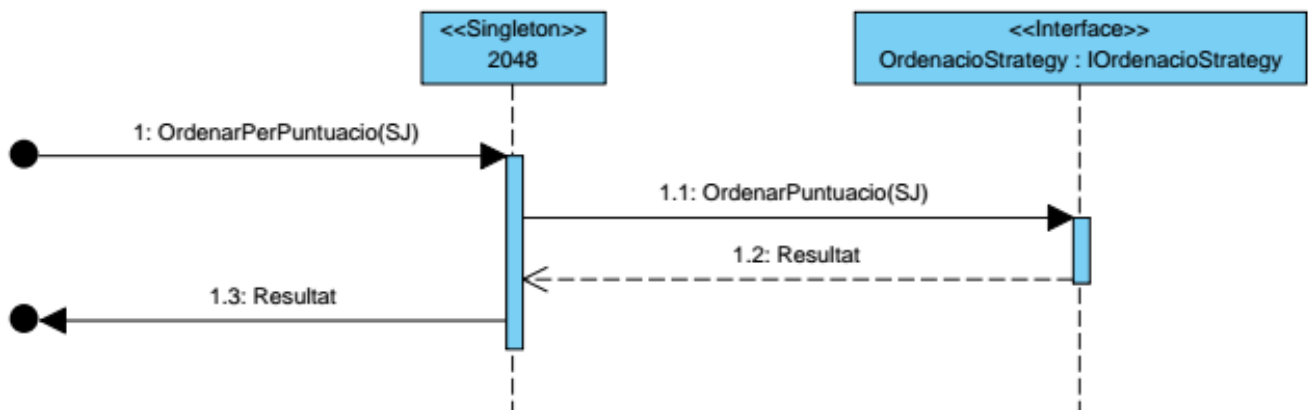 <<Singleton>>
2048
<<Interface>>
OrdenacioStrategy : IOrdenacioStrategy
1: OrdenarPerPuntuacio(SJ)
1.1: OrdenarPuntuacio(SJ)
1.2: Resultat
1.3: Resultat